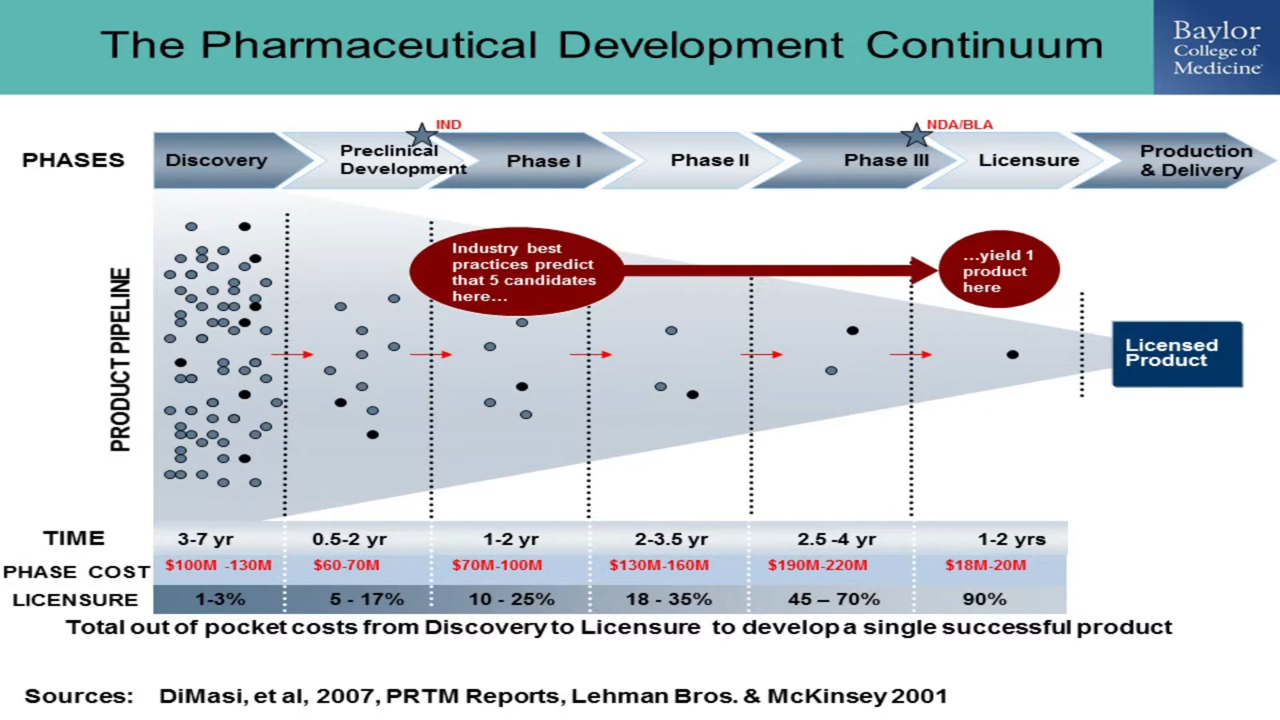 The Pharmaceutical Development Continuum
Baylor
College of
Medicine
IND
NDA/BLA
PHASES
Discovery
Preclinical
Development
Phase I
Phase II
Phase III
Licensure
Production
& Delivery
PRODUCT PIPELINE
Industry best
practices predict
that 5 candidates
here…
…yield 1
product
here
Licensed
Product
TIME 3-7 yr 0.5-2 yr 1-2 yr 2-3.5 yr 2.5 -4 yr 1-2 yrs
PHASE COST $100M -130M $60-70M $70M-100M $130M-160M $190M-220M $18M-20M
LICENSURE 1-3% 5 - 17% 10 - 25% 18 - 35% 45 – 70% 90%
Total out of pocket costs from Discovery to Licensure to develop a single successful product
Sources: DiMasi, et al, 2007, PRTM Reports, Lehman Bros. & McKinsey 2001